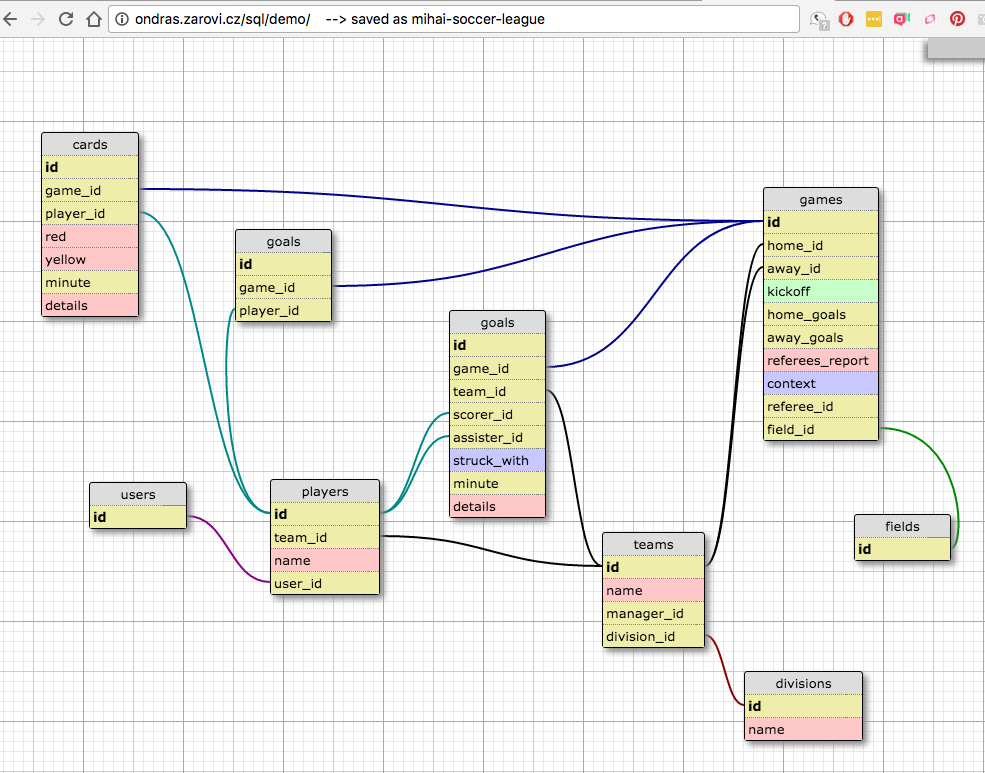 ondras.zarovi.cz/sql/demo/ --> saved as mihai-soccer-league
cards
id
game_id
player_id
red
yellow
minute
details
goals
id
game_id
player_id
goals
id
game_id
team_id
scorer_id
assister_id
struck_with
minute
details
games
id
home_id
away_id
kickoff
home_goals
away_goals
referees_report
context
referee_id
field_id
users
id
players
id
team_id
name
user_id
teams
id
name
manager_id
division_id
fields
id
divisions
id
name